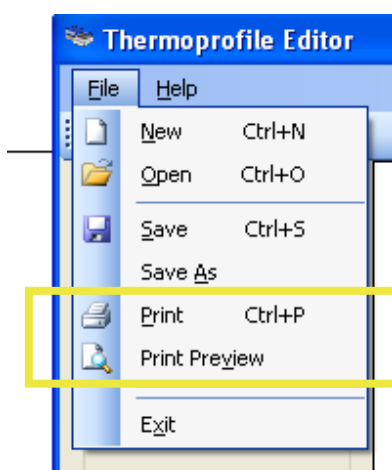 Thermoprofile Editor
File Help
New Ctrl+N
Open Ctrl+O
Save Ctrl+S
Save As
Print Ctrl+P
Print Preview
Exit